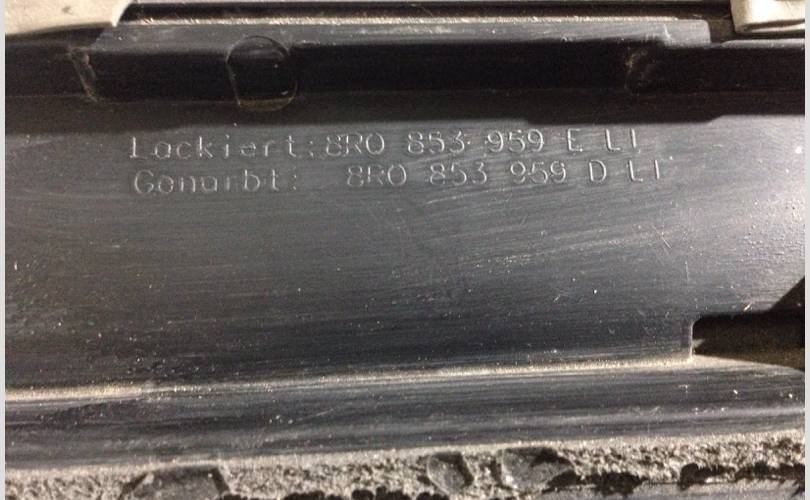 Lackiert: 8R0 853 959 E LI
Genarbt: 8R0 853 959 D LI